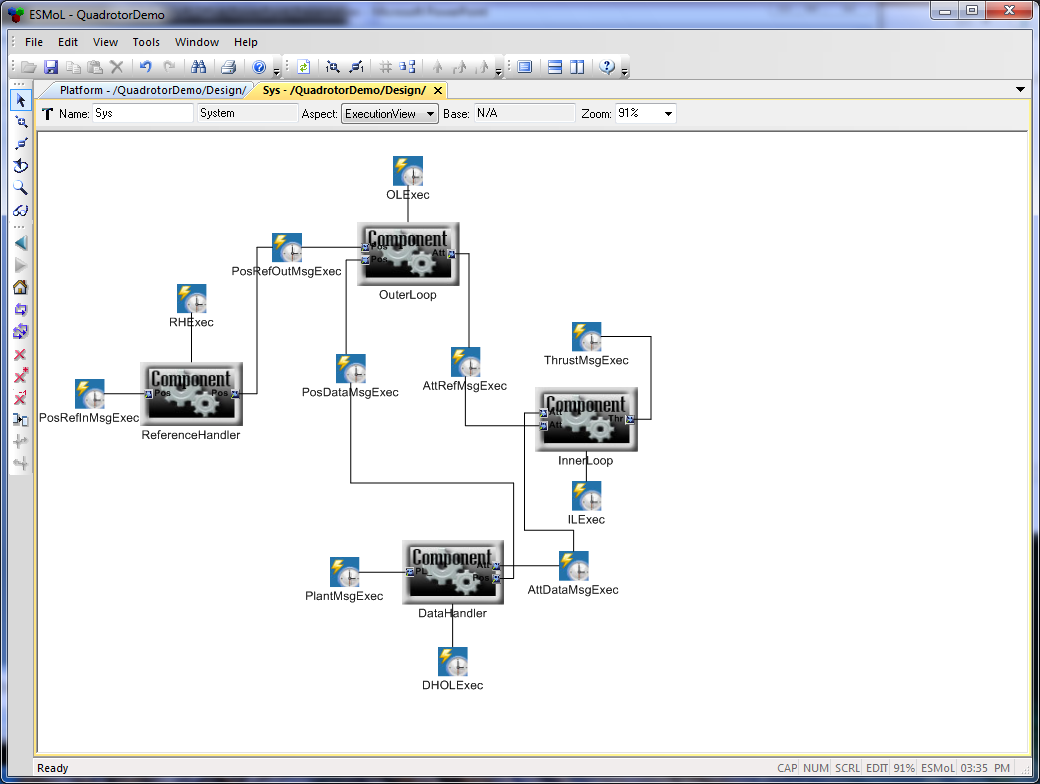 ESMoL - QuadrotorDemo
File Edit View Tools Window Help
Platform - /QuadrotorDemo/Design/
Sys - /QuadrotorDemo/Design/
Name: Sys System Aspect: ExecutionView Base: N/A Zoom: 91%
OLExec
Component
Pos
Att
Pos
OuterLoop
PosRefOutMsgExec
RHExec
Component
Pos Pos
ReferenceHandler
PosRefInMsgExec
PosDataMsgExec
AttRefMsgExec
ThrustMsgExec
Component
Att
Thr
Att
InnerLoop
ILExec
Component
Att
PL
Pos
DataHandler
PlantMsgExec
AttDataMsgExec
DHOLExec
Ready
CAP NUM SCRL EDIT 91% ESMoL 03:35 PM